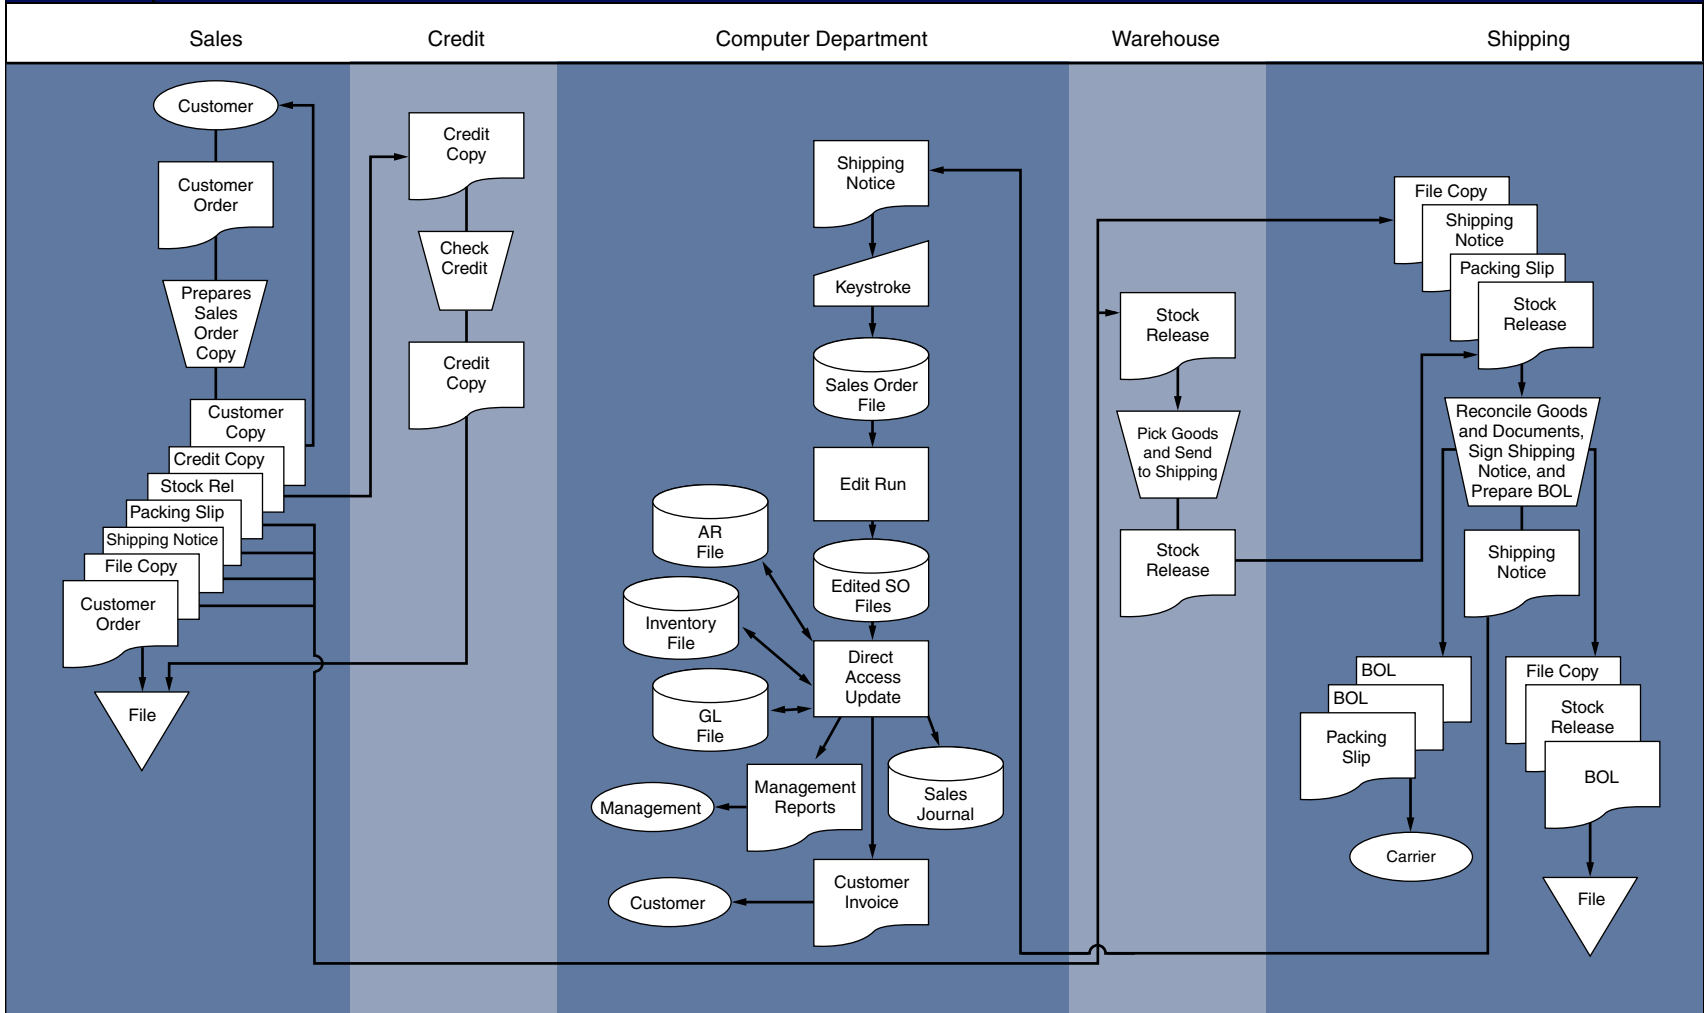 Sales
Credit
Computer Department
Warehouse
Shipping
Customer
Customer
Order
Prepares
Sales
Order
Copy
Customer
Copy
Credit Copy
Stock Rel
Packing Slip
Shipping Notice
File Copy
Customer
Order
File
Credit
Copy
Check
Credit
Credit
Copy
Shipping
Notice
Keystroke
Sales Order
File
Edit Run
AR
File
Edited SO
Files
Inventory
File
Direct
Access
Update
GL
File
Management
Reports
Management
Sales
Journal
Customer
Invoice
Customer
Stock
Release
Pick Goods
and Send
to Shipping
Stock
Release
File Copy
Shipping
Notice
Packing Slip
Stock
Release
Reconcile Goods
and Documents,
Sign Shipping
Notice, and
Prepare BOL
Shipping
Notice
BOL
BOL
Packing
Slip
Carrier
File Copy
Stock
Release
BOL
File